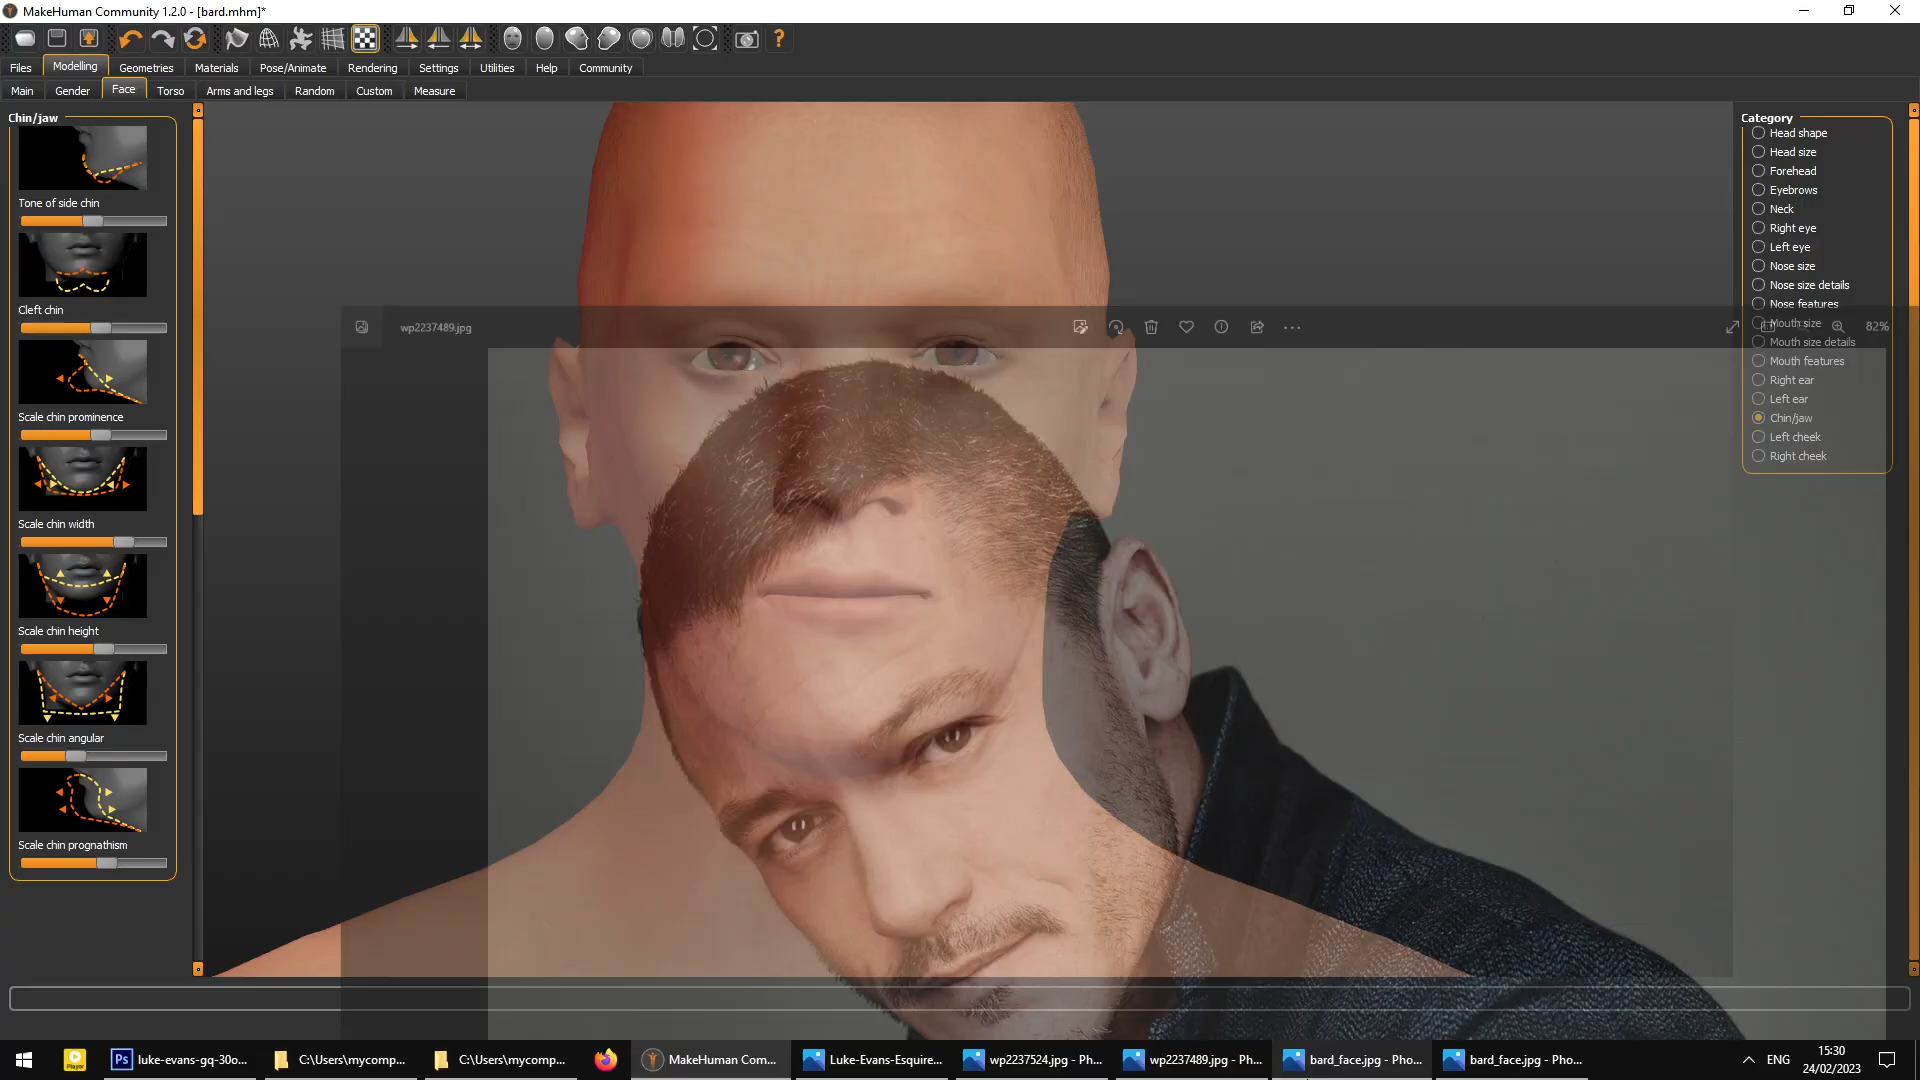 MakeHuman Community 1.2.0 - [bard.mhm]*
Files
Modelling
Geometries
Materials
Pose/Animate
Rendering
Settings
Utilities
Help
Community
Main
Gender
Face
Torso
Arms and legs
Random
Custom
Measure
Chin/jaw
Tone of side chin
Cleft chin
Scale chin prominence
Scale chin width
Scale chin height
Scale chin angular
Scale chin prognathism
wp2237489.jpg
82%
Category
Head shape
Head size
Forehead
Eyebrows
Neck
Right eye
Left eye
Nose size
Nose size details
Nose features
Mouth size
Mouth size details
Mouth features
Right ear
Left ear
Chin/jaw
Left cheek
Right cheek
Player
Ps
luke-evans-gq-30o...
C:\Users\mycomp...
C:\Users\mycomp...
MakeHuman Com...
Luke-Evans-Esquire...
wp2237524.jpg - Ph...
wp2237489.jpg - Ph...
bard_face.jpg - Pho...
bard_face.jpg - Pho...
ENG
15:30
24/02/2023